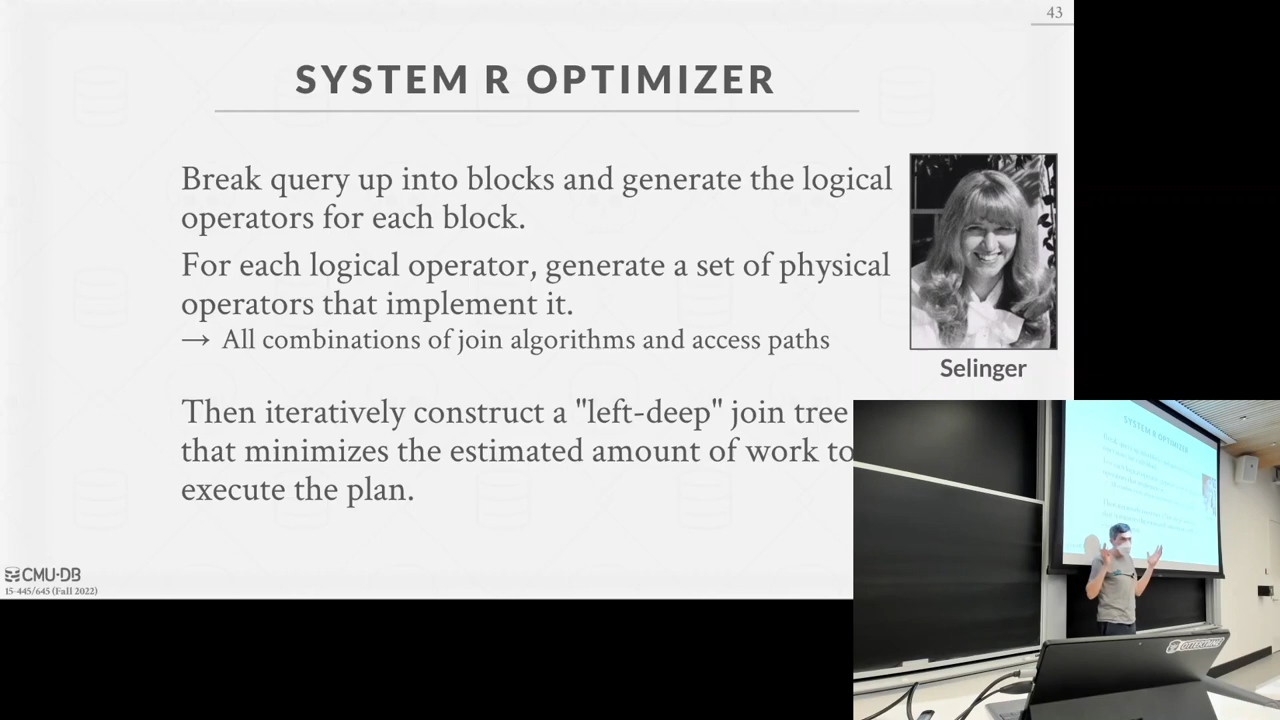 43
SYSTEM R OPTIMIZER
Break query up into blocks and generate the logical
operators for each block.
For each logical operator, generate a set of physical
operators that implement it.
→ All combinations of join algorithms and access paths
Selinger
Then iteratively construct a "left-deep" join tree
that minimizes the estimated amount of work to
execute the plan.
CMU·DB
15-445/645 (Fall 2022)
SYSTEM R OPTIMIZER
OTTERTUNE